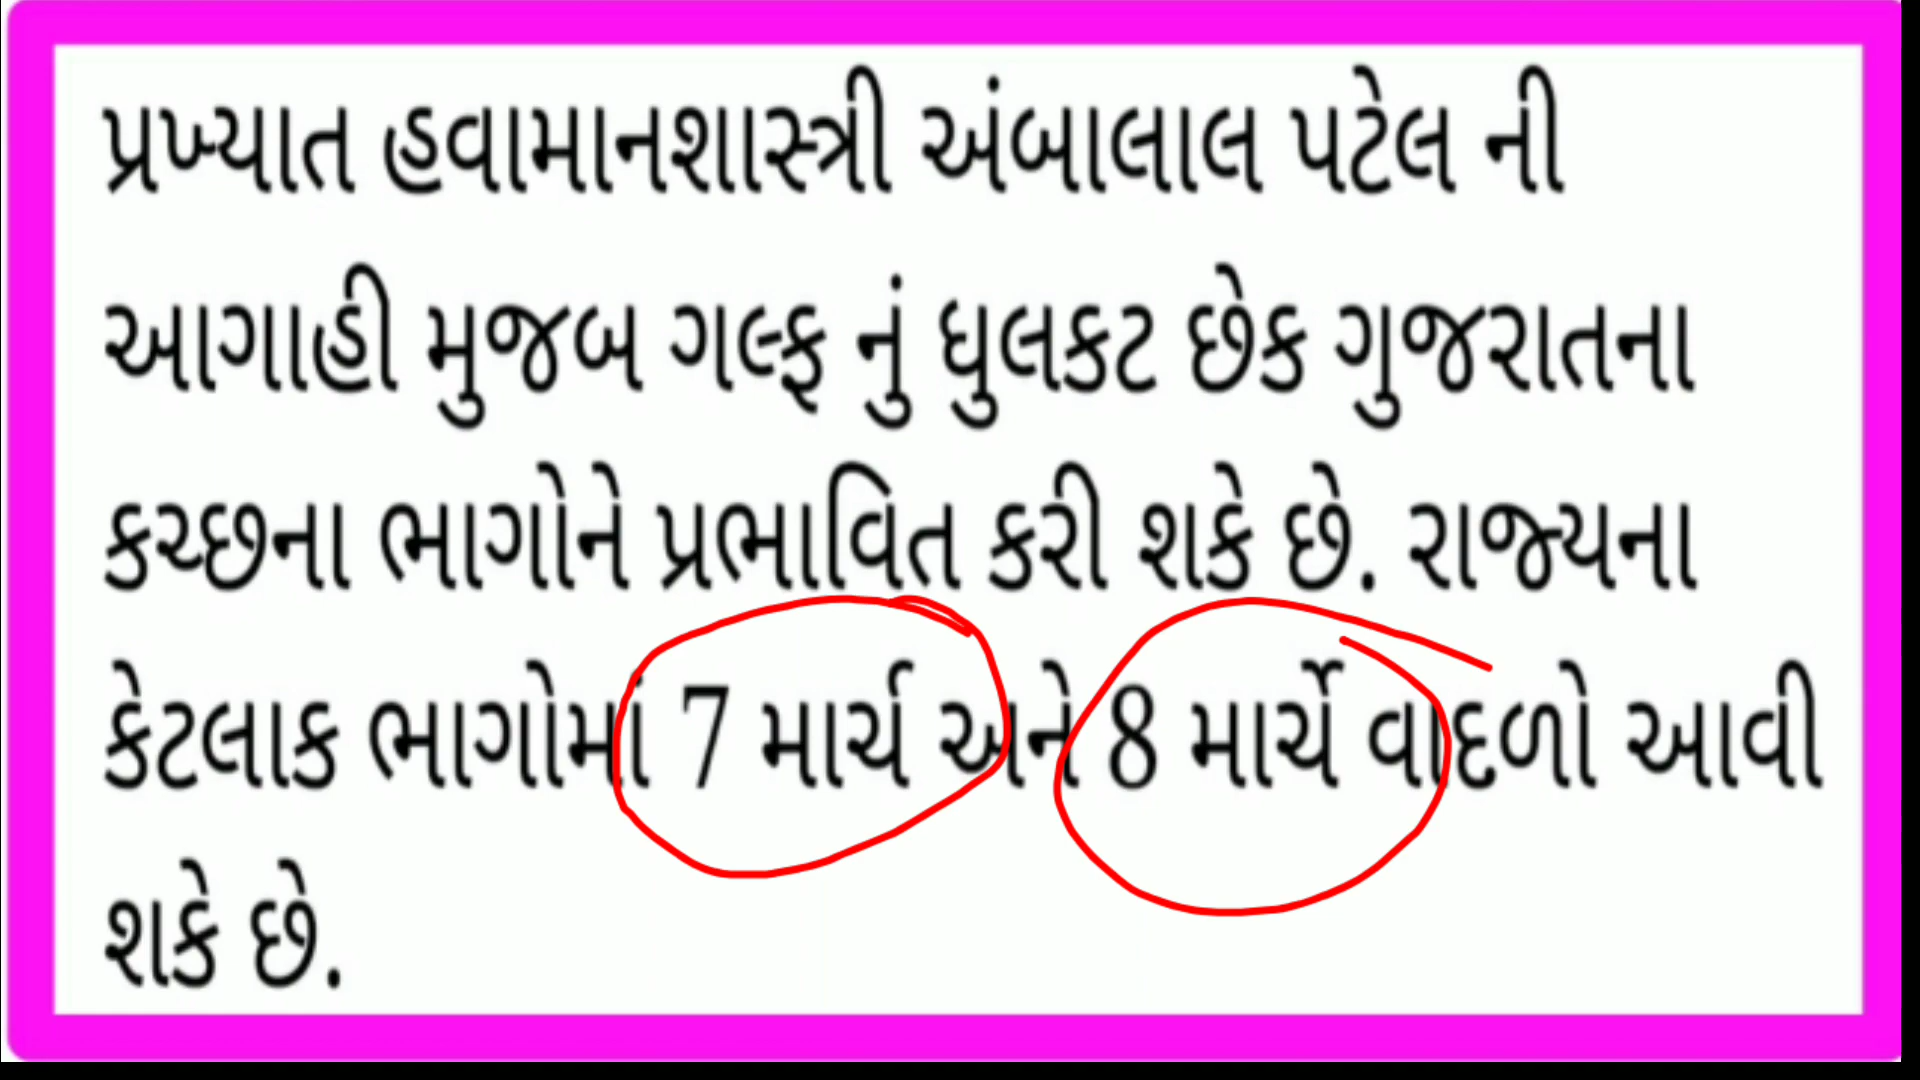 પ્રખ્યાત હવામાનશાસ્ત્રી અંબાલાલ પટેલ ની
આગાહી મુજબ ગલ્ફ નું ધુલકટ છેક ગુજરાતના
કચ્છના ભાગોને પ્રભાવિત કરી શકે છે. રાજ્યના
કેટલાક ભાગોમાં 7 માર્ચ અને 8 માર્ચે વાદળો આવી
શકે છે.